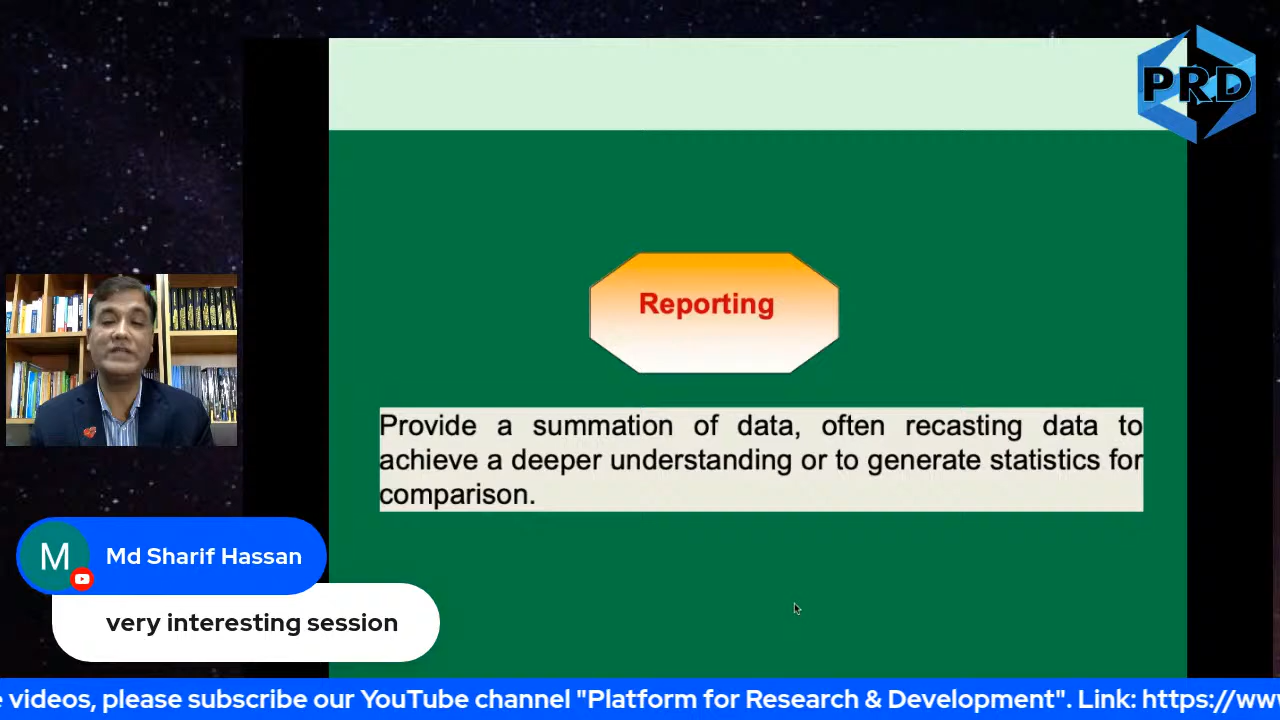 PRD
Reporting
Provide a summation of data, often recasting data to
achieve a deeper understanding or to generate statistics for
comparison.
M
Md Sharif Hassan
very interesting session
e videos, please subscribe our YouTube channel "Platform for Research & Development". Link: https://www